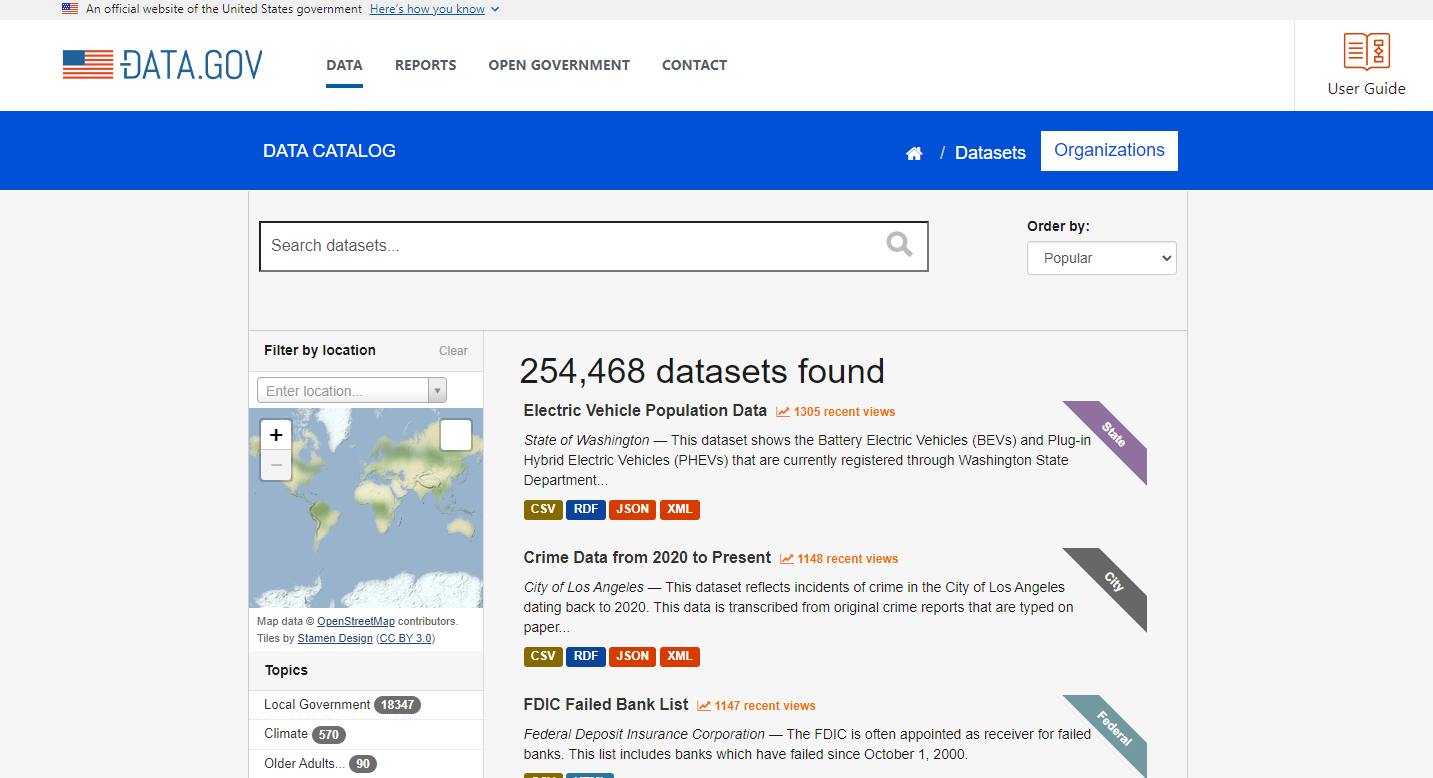 An official website of the United States government Here's how you know
DATA.GOV
DATA REPORTS OPEN GOVERNMENT CONTACT
User Guide
DATA CATALOG
/ Datasets Organizations
Search datasets...
Order by:
Popular
Filter by location Clear
Enter location...
+
−
Map data © OpenStreetMap contributors.
Tiles by Stamen Design (CC BY 3.0)
Topics
Local Government 18347
Climate 570
Older Adults... 90
254,468 datasets found
Electric Vehicle Population Data 1305 recent views
State
State of Washington — This dataset shows the Battery Electric Vehicles (BEVs) and Plug-in
Hybrid Electric Vehicles (PHEVs) that are currently registered through Washington State
Department...
CSV RDF JSON XML
Crime Data from 2020 to Present 1148 recent views
City
City of Los Angeles — This dataset reflects incidents of crime in the City of Los Angeles
dating back to 2020. This data is transcribed from original crime reports that are typed on
paper...
CSV RDF JSON XML
FDIC Failed Bank List 1147 recent views
Federal
Federal Deposit Insurance Corporation — The FDIC is often appointed as receiver for failed
banks. This list includes banks which have failed since October 1, 2000.